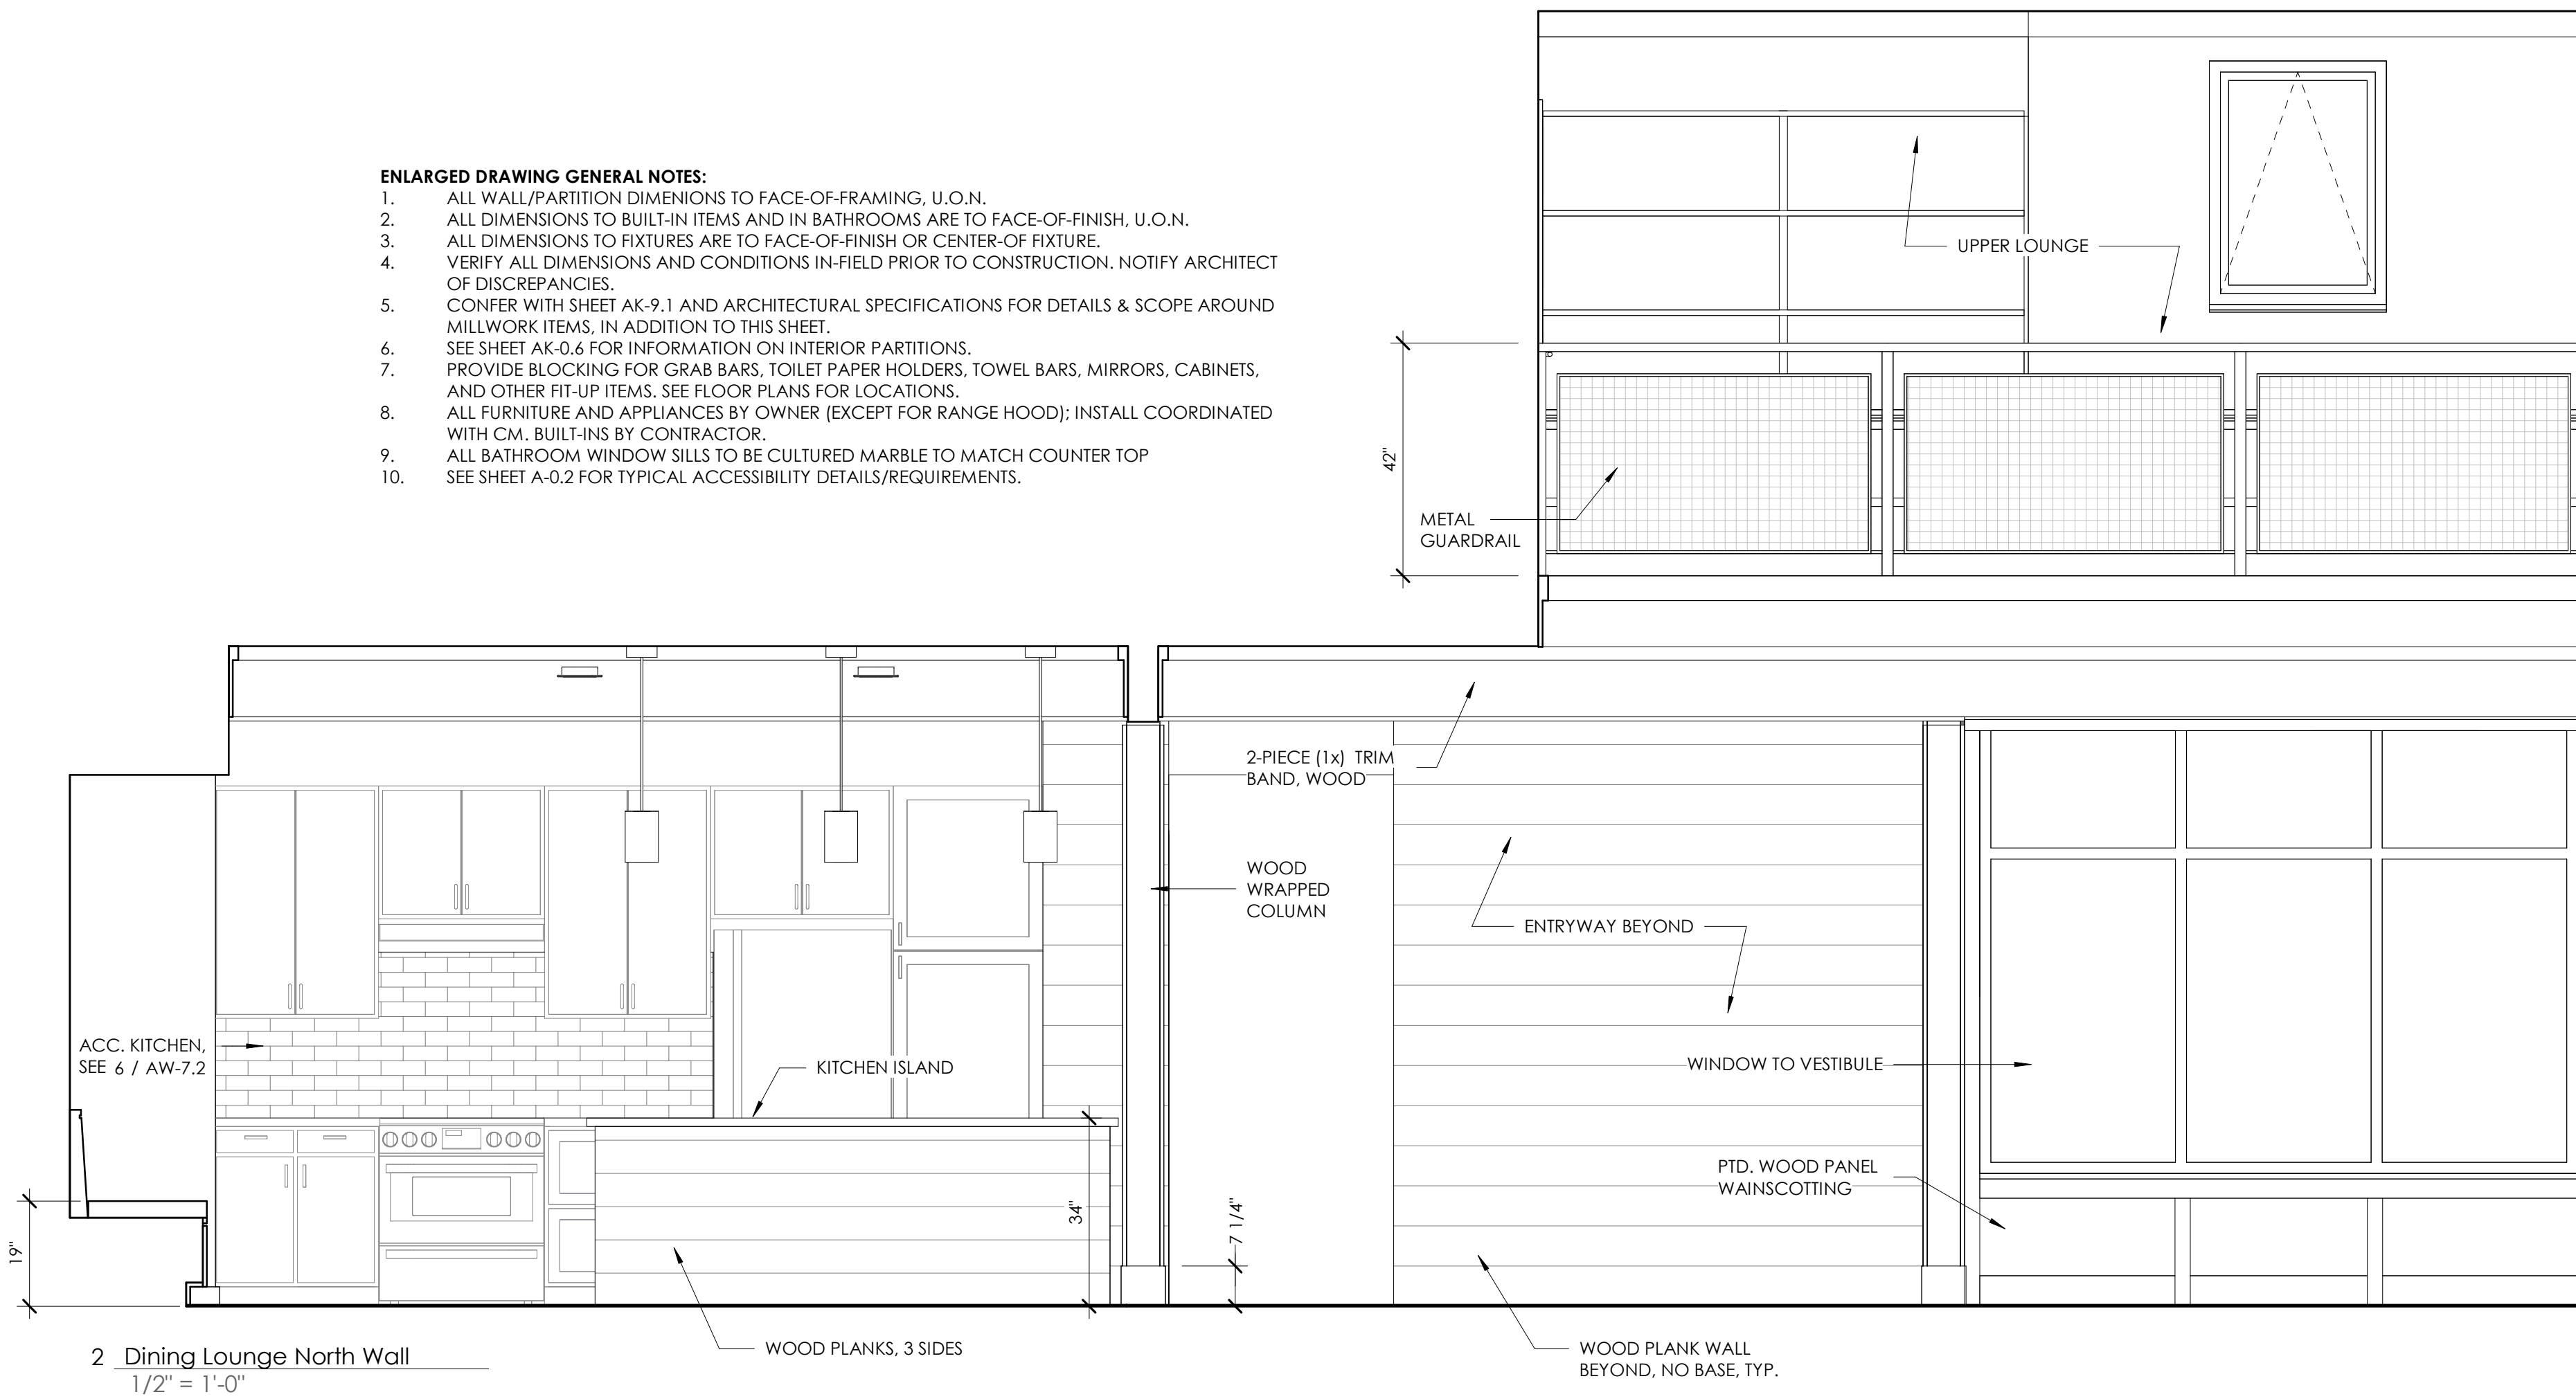 ENLARGED DRAWING GENERAL NOTES:
1. ALL WALL/PARTITION DIMENIONS TO FACE-OF-FRAMING, U.O.N.
2. ALL DIMENSIONS TO BUILT-IN ITEMS AND IN BATHROOMS ARE TO FACE-OF-FINISH, U.O.N.
3. ALL DIMENSIONS TO FIXTURES ARE TO FACE-OF-FINISH OR CENTER-OF FIXTURE.
4. VERIFY ALL DIMENSIONS AND CONDITIONS IN-FIELD PRIOR TO CONSTRUCTION. NOTIFY ARCHITECT
OF DISCREPANCIES.
5. CONFER WITH SHEET AK-9.1 AND ARCHITECTURAL SPECIFICATIONS FOR DETAILS & SCOPE AROUND
MILLWORK ITEMS, IN ADDITION TO THIS SHEET.
6. SEE SHEET AK-0.6 FOR INFORMATION ON INTERIOR PARTITIONS.
7. PROVIDE BLOCKING FOR GRAB BARS, TOILET PAPER HOLDERS, TOWEL BARS, MIRRORS, CABINETS,
AND OTHER FIT-UP ITEMS. SEE FLOOR PLANS FOR LOCATIONS.
8. ALL FURNITURE AND APPLIANCES BY OWNER (EXCEPT FOR RANGE HOOD); INSTALL COORDINATED
WITH CM. BUILT-INS BY CONTRACTOR.
9. ALL BATHROOM WINDOW SILLS TO BE CULTURED MARBLE TO MATCH COUNTER TOP
10. SEE SHEET A-0.2 FOR TYPICAL ACCESSIBILITY DETAILS/REQUIREMENTS.
UPPER LOUNGE
42"
METAL
GUARDRAIL
2-PIECE (1x) TRIM
BAND, WOOD
WOOD
WRAPPED
COLUMN
ENTRYWAY BEYOND
ACC. KITCHEN,
SEE 6 / AW-7.2
KITCHEN ISLAND
WINDOW TO VESTIBULE
PTD. WOOD PANEL
WAINSCOTTING
19"
34"
7 1/4"
WOOD PLANKS, 3 SIDES
WOOD PLANK WALL
BEYOND, NO BASE, TYP.
2 Dining Lounge North Wall
1/2" = 1'-0"